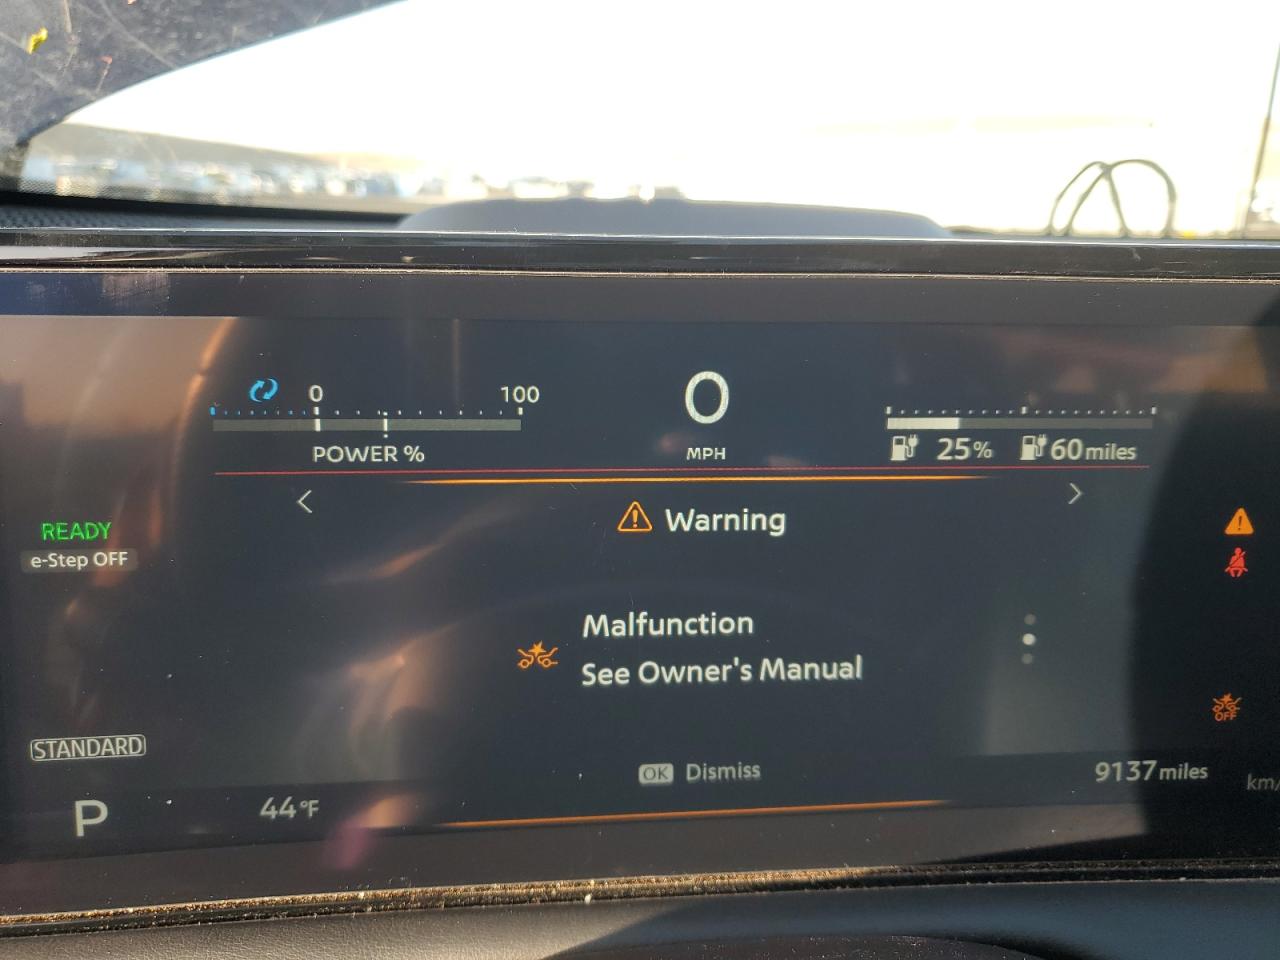 0 100
POWER %
0
MPH
25% 60 miles
Warning
READY
e-Step OFF
Malfunction
See Owner's Manual
OFF
STANDARD
OK Dismiss
9137 miles
km/
P
44°F